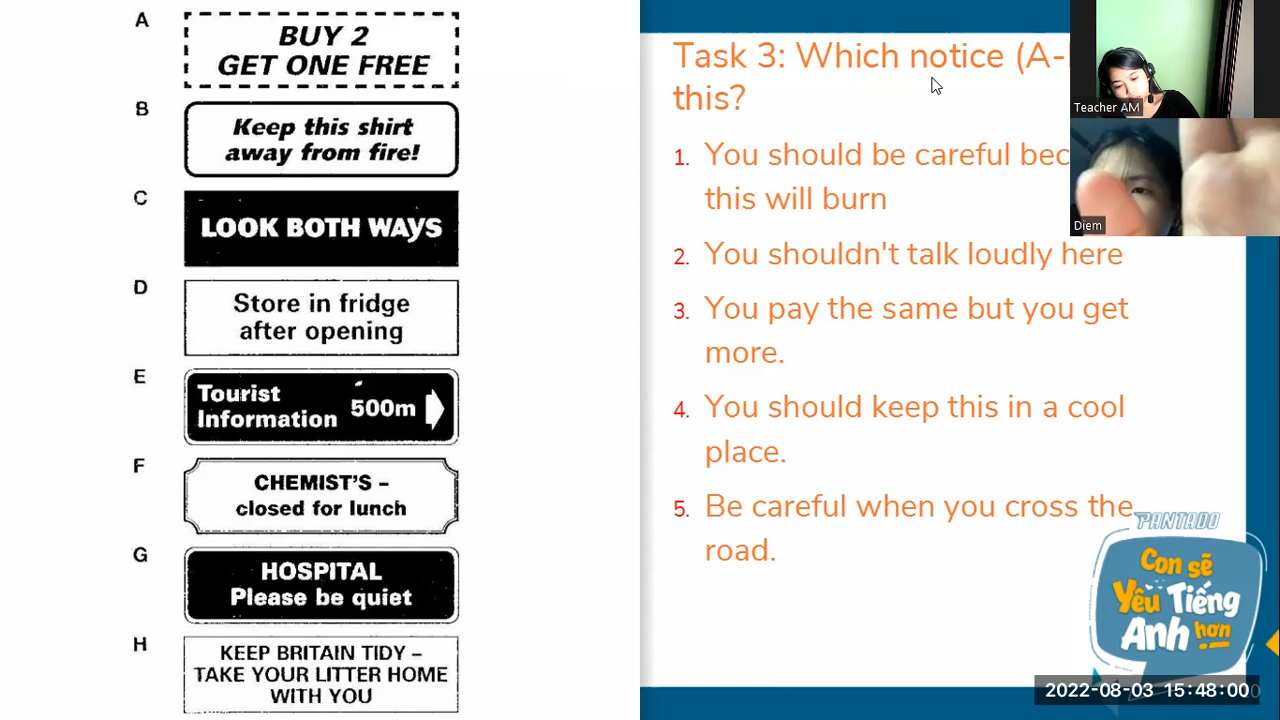 A
BUY 2
GET ONE FREE
B
Keep this shirt
away from fire!
C
LOOK BOTH WAYS
D
Store in fridge
after opening
E
Tourist
Information 500m
F
CHEMIST'S –
closed for lunch
G
HOSPITAL
Please be quiet
H
KEEP BRITAIN TIDY –
TAKE YOUR LITTER HOME
WITH YOU
Task 3: Which notice (A-
this?
1. You should be careful
this will burn
2. You shouldn't talk loudly here
3. You pay the same but you get
more.
4. You should keep this in a cool
place.
5. Be careful when you cross the
road.
Teacher AM
Diem
PANTADO
Con sẽ
Yêu Tiếng
Anh hơn
2022-08-03 15:48:00